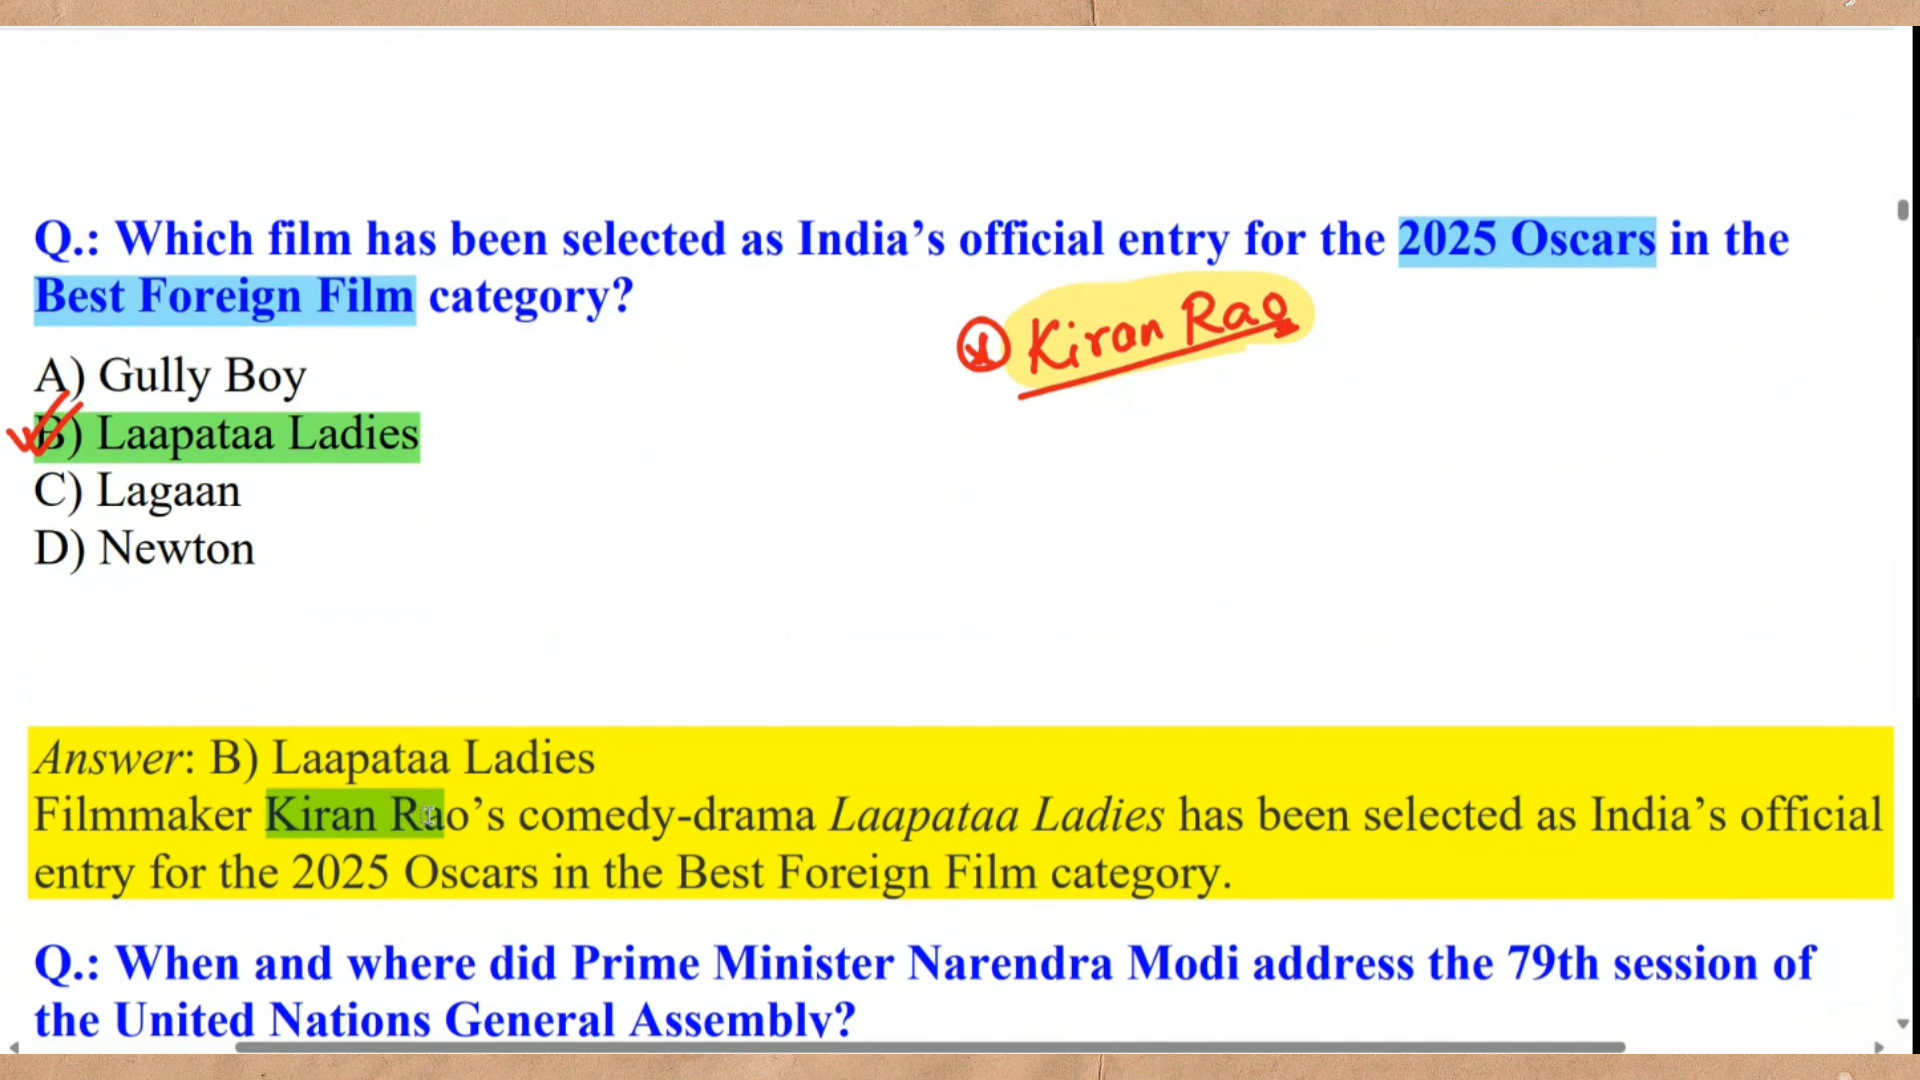 Q.: Which film has been selected as India’s official entry for the 2025 Oscars in the
Best Foreign Film category?
Kiran Rao
A) Gully Boy
B) Laapataa Ladies
C) Lagaan
D) Newton
Answer: B) Laapataa Ladies
Filmmaker Kiran Rao’s comedy-drama Laapataa Ladies has been selected as India’s official
entry for the 2025 Oscars in the Best Foreign Film category.
Q.: When and where did Prime Minister Narendra Modi address the 79th session of
the United Nations General Assembly?